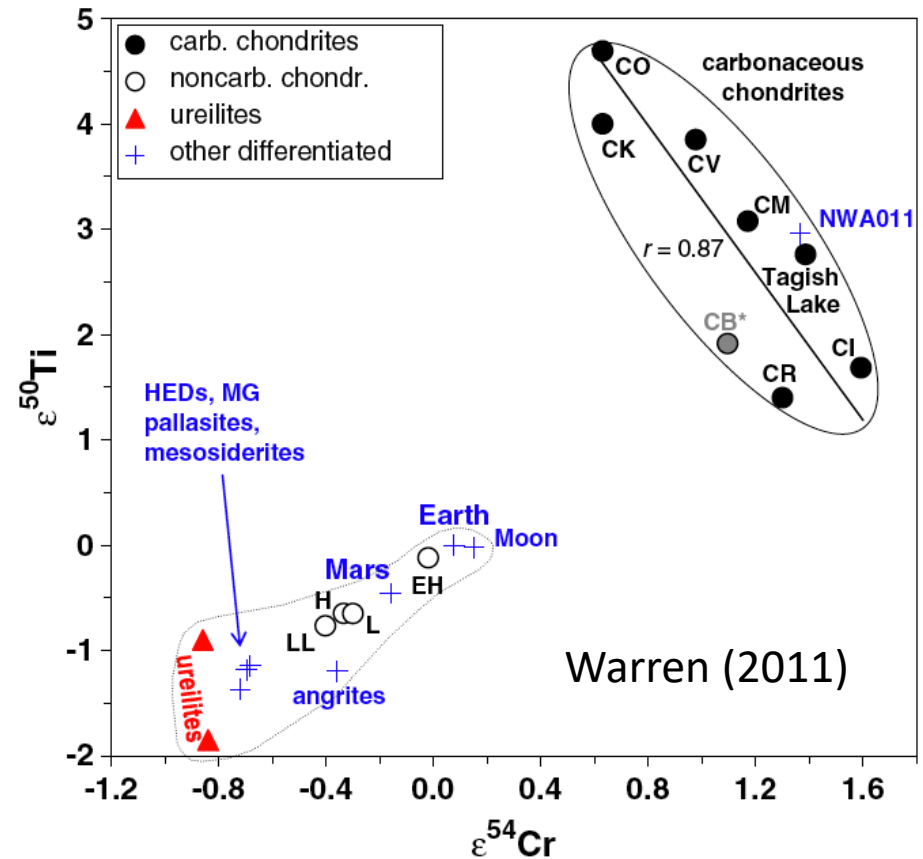 5
4
3
2
1
0
-1
-2
ε⁵⁰Ti
carb. chondrites
noncarb. chondr.
ureilites
other differentiated
CO
carbonaceous
chondrites
CK
CV
CM
NWA011
r = 0.87
Tagish
Lake
CB*
CI
CR
HEDs, MG
pallasites,
mesosiderites
Earth
Moon
Mars
EH
H
L
LL
ureilites
angrites
Warren (2011)
-1.2 -0.8 -0.4 0.0 0.4 0.8 1.2 1.6
ε⁵⁴Cr